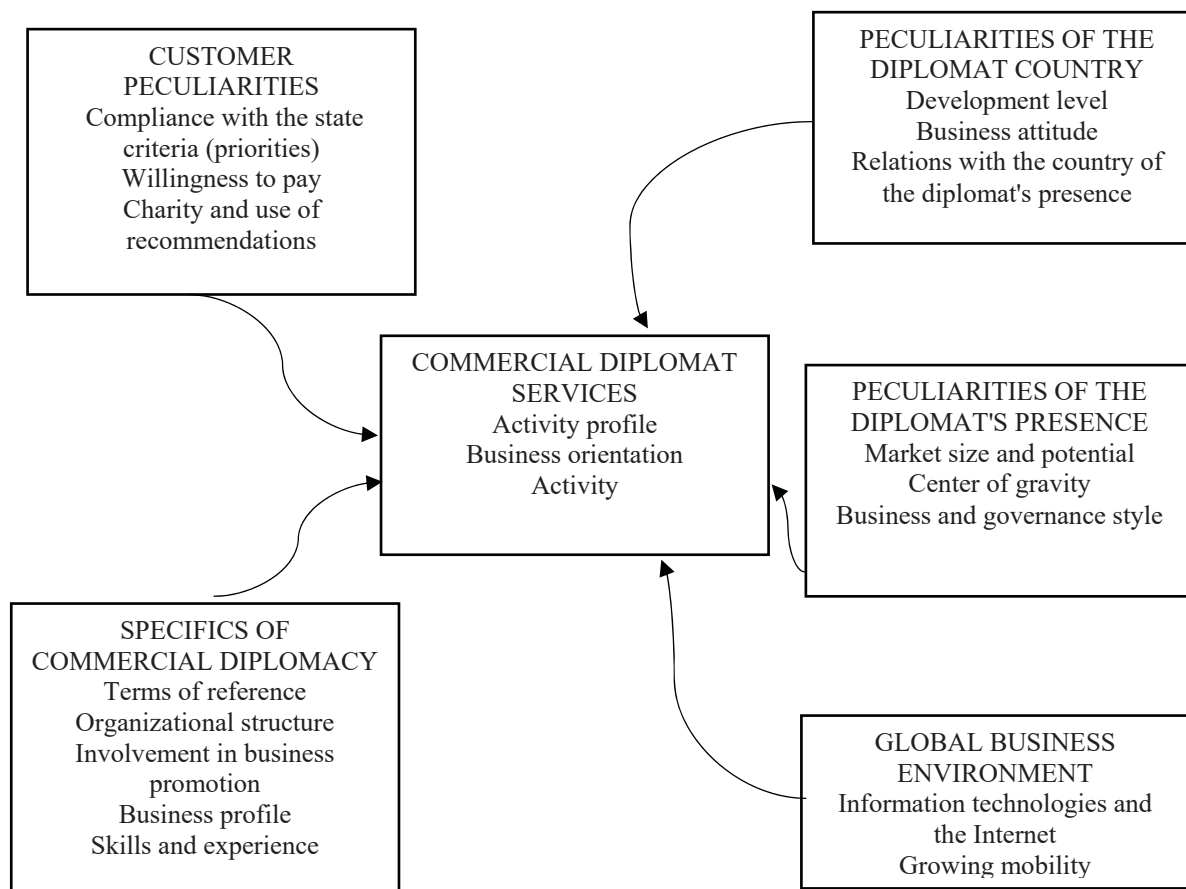 CUSTOMER
PECULIARITIES
Compliance with the state
criteria (priorities)
Willingness to pay
Charity and use of
recommendations
PECULIARITIES OF THE
DIPLOMAT COUNTRY
Development level
Business attitude
Relations with the country of
the diplomat's presence
COMMERCIAL DIPLOMAT
SERVICES
Activity profile
Business orientation
Activity
PECULIARITIES OF THE
DIPLOMAT'S PRESENCE
Market size and potential
Center of gravity
Business and governance style
SPECIFICS OF
COMMERCIAL DIPLOMACY
Terms of reference
Organizational structure
Involvement in business
promotion
Business profile
Skills and experience
GLOBAL BUSINESS
ENVIRONMENT
Information technologies and
the Internet
Growing mobility